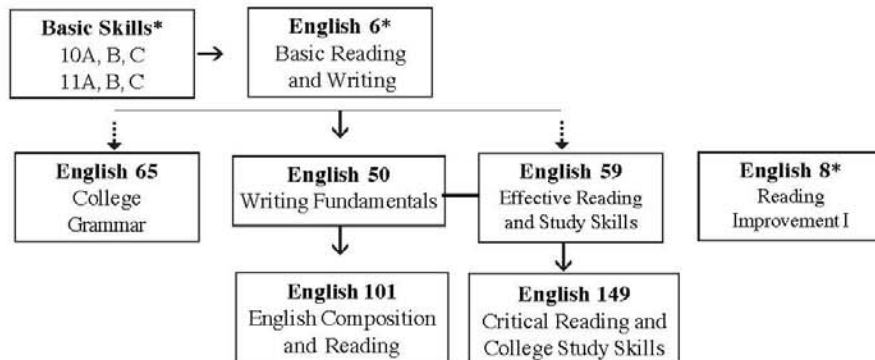 Basic Skills*
10A, B, C
11A, B, C
English 6*
Basic Reading
and Writing
English 65
College
Grammar
English 50
Writing Fundamentals
English 59
Effective Reading
and Study Skills
English 8*
Reading
Improvement I
English 101
English Composition
and Reading
English 149
Critical Reading and
College Study Skills